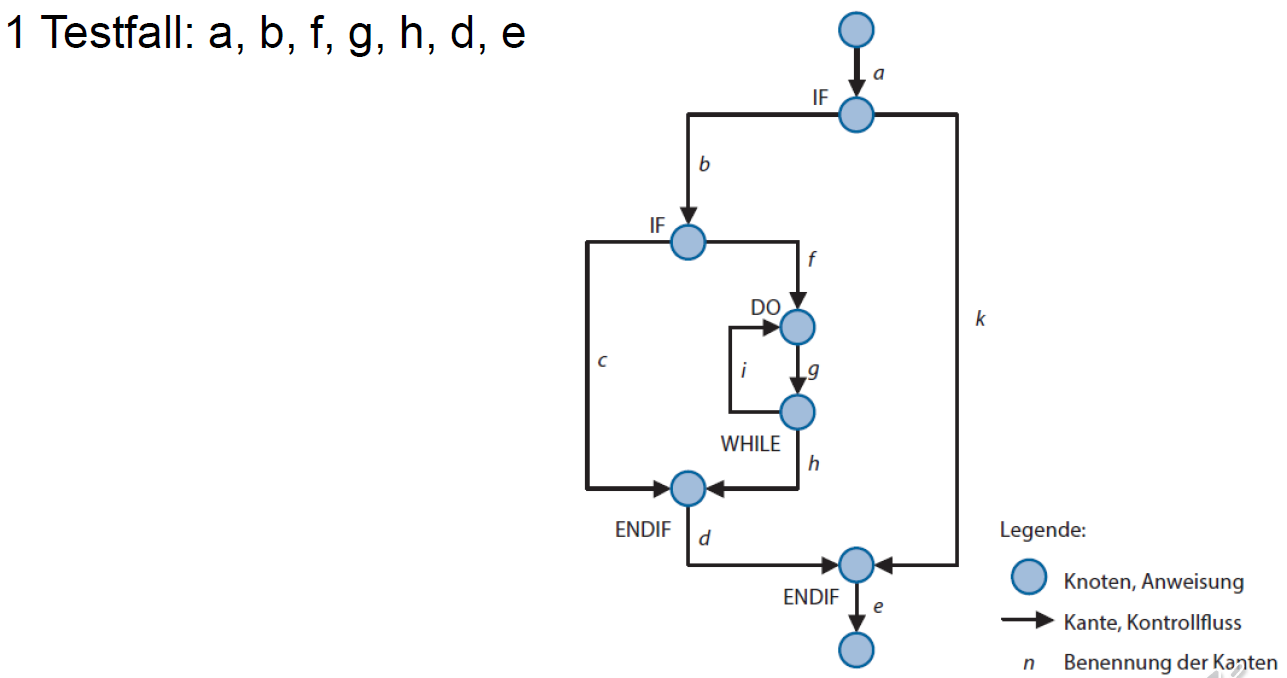 1 Testfall: a, b, f, g, h, d, e
a
IF
b
IF
f
DO
k
c
i
g
WHILE
h
ENDIF
d
Legende:
Knoten, Anweisung
ENDIF
e
Kante, Kontrollfluss
n Benennung der Kanten